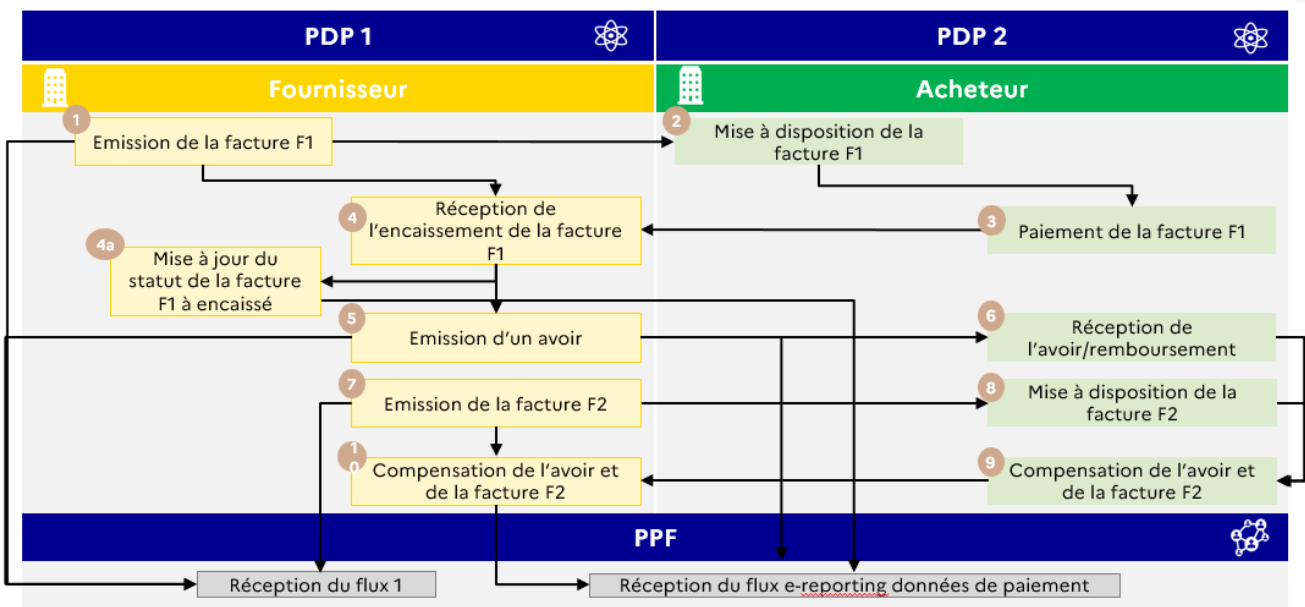 PDP 1
PDP 2
Fournisseur
Acheteur
1
Emission de la facture F1
2
Mise à disposition de la
facture F1
4
Réception de
l'encaissement de la facture
F1
3
Paiement de la facture F1
4a
Mise à jour du
statut de la facture
F1 à encaissé
5
Emission d'un avoir
6
Réception de
l'avoir/remboursement
7
Emission de la facture F2
8
Mise à disposition de la
facture F2
1
0
Compensation de l'avoir et
de la facture F2
9
Compensation de l'avoir et
de la facture F2
PPF
Réception du flux 1
Réception du flux e-reporting données de paiement